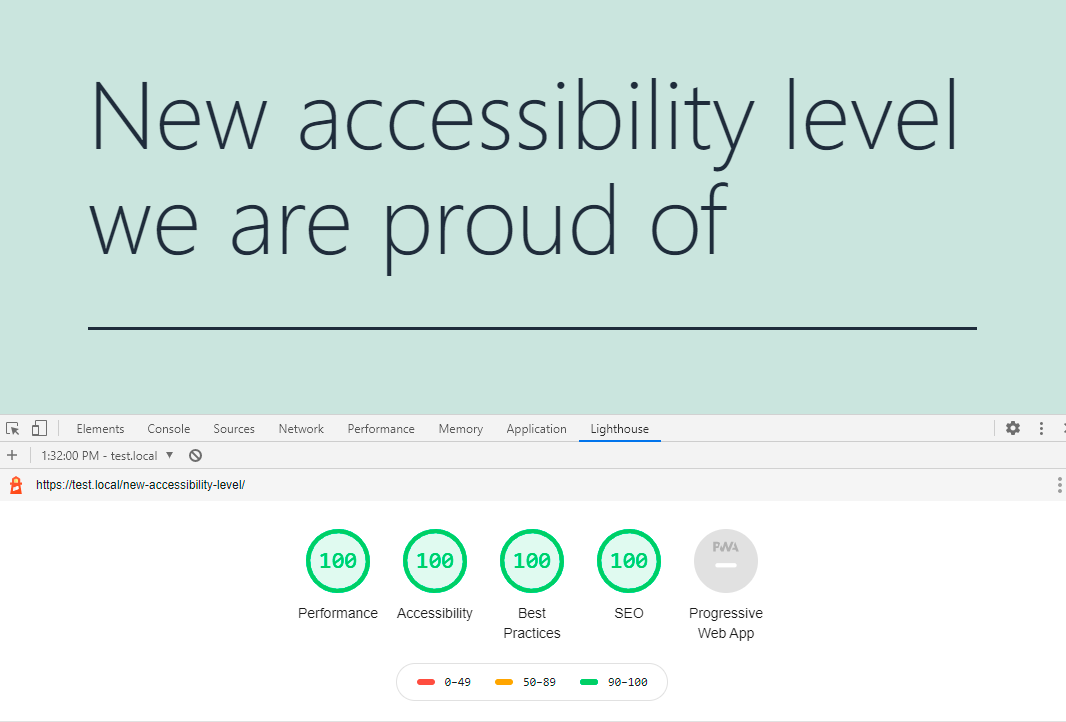 New accessibility level
we are proud of
Elements Console Sources Network Performance Memory Application Lighthouse
1:32:00 PM - test.local
https://test.local/new-accessibility-level/
100 100 100 100 PWA
Performance Accessibility Best SEO Progressive
Practices Web App
0–49 50–89 90–100